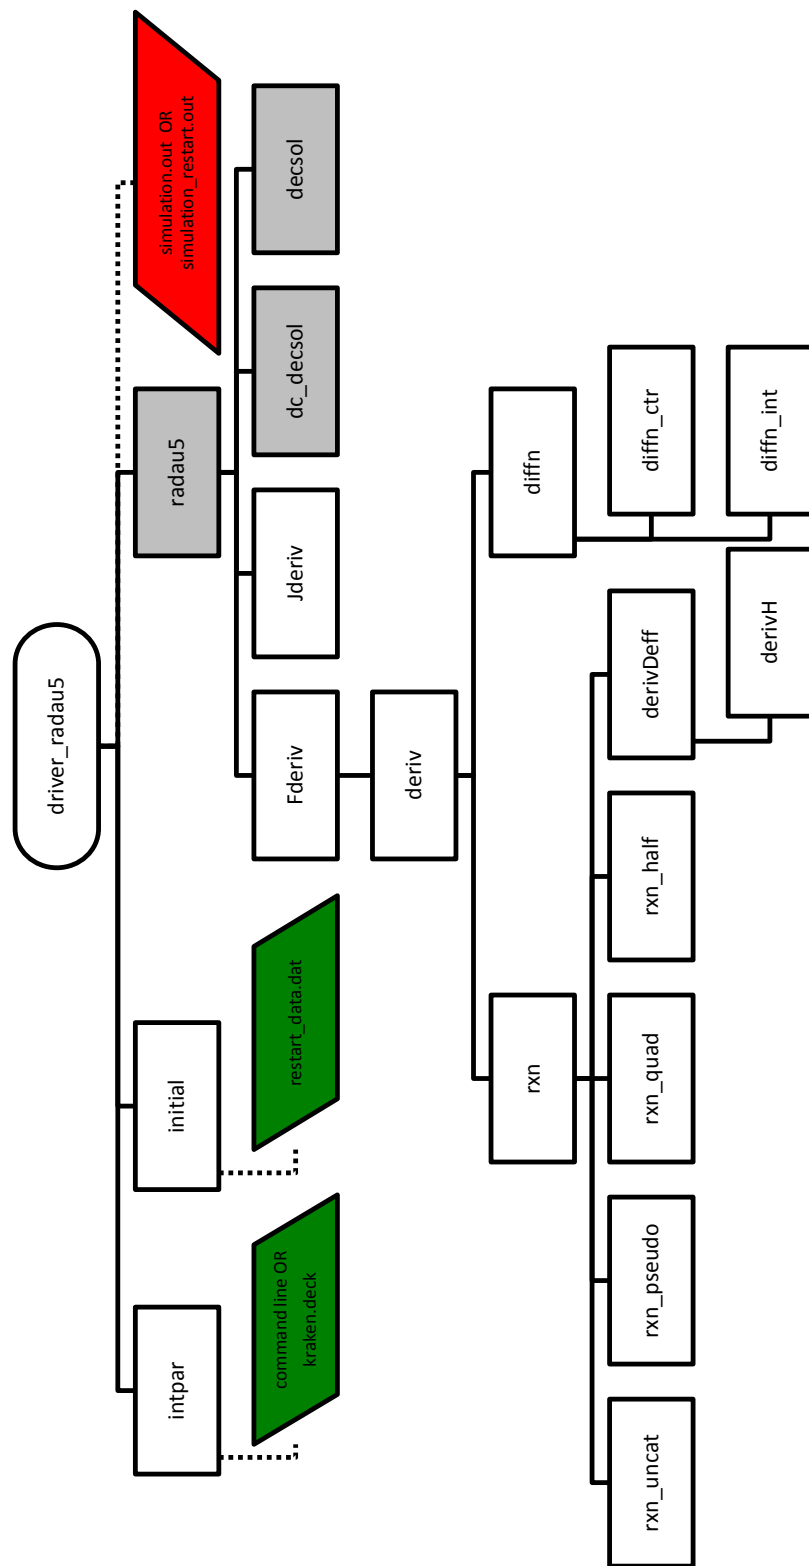 driver_radau5
intpar
initial
radau5
simulation.out OR
simulation_restart.out
command line OR
kraken.deck
restart_data.dat
Fderiv
Jderiv
dc_decsol
decsol
deriv
rxn
diffn
rxn_uncat
rxn_pseudo
rxn_quad
rxn_half
derivDeff
diffn_ctr
derivH
diffn_int